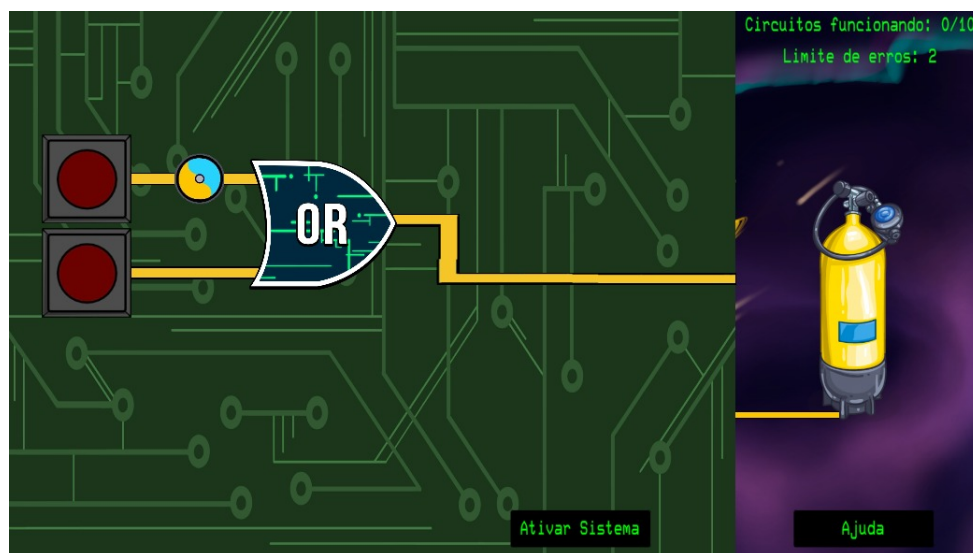 Circuitos funcionando: 0/10
Limite de erros: 2
OR
Ativar Sistema
Ajuda